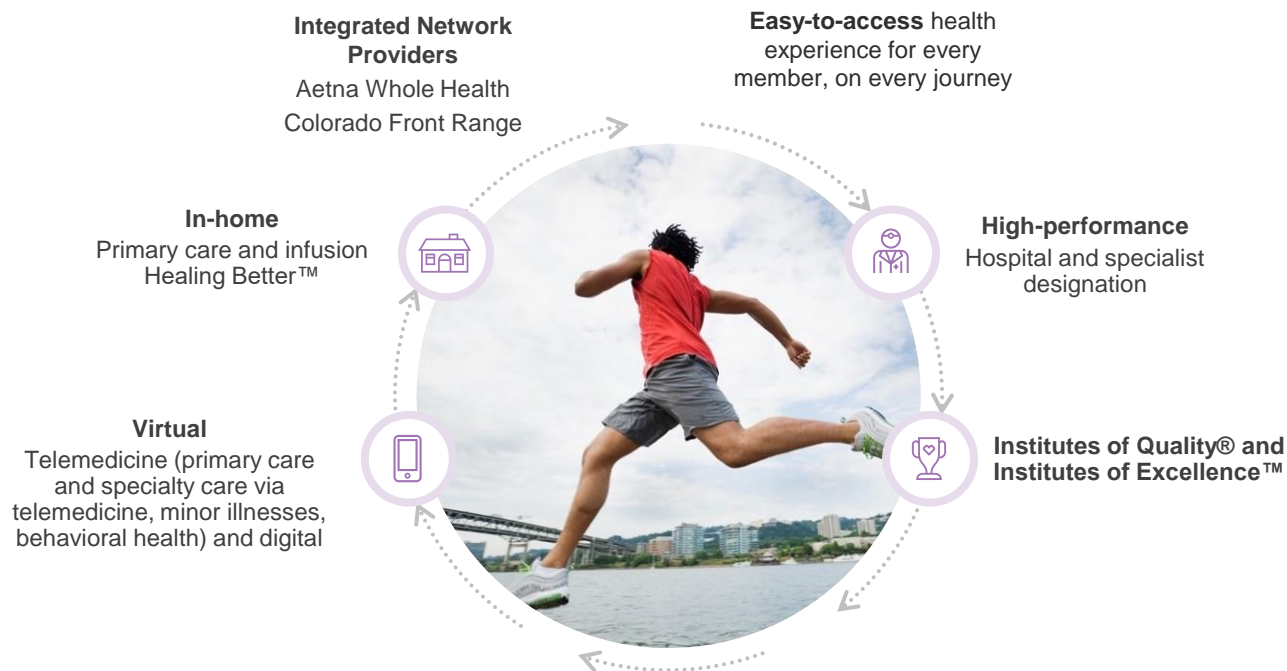 Integrated Network
Providers
Aetna Whole Health
Colorado Front Range
Easy-to-access health
experience for every
member, on every journey
In-home
Primary care and infusion
Healing Better™
High-performance
Hospital and specialist
designation
Virtual
Telemedicine (primary care
and specialty care via
telemedicine, minor illnesses,
behavioral health) and digital
Institutes of Quality® and
Institutes of Excellence™